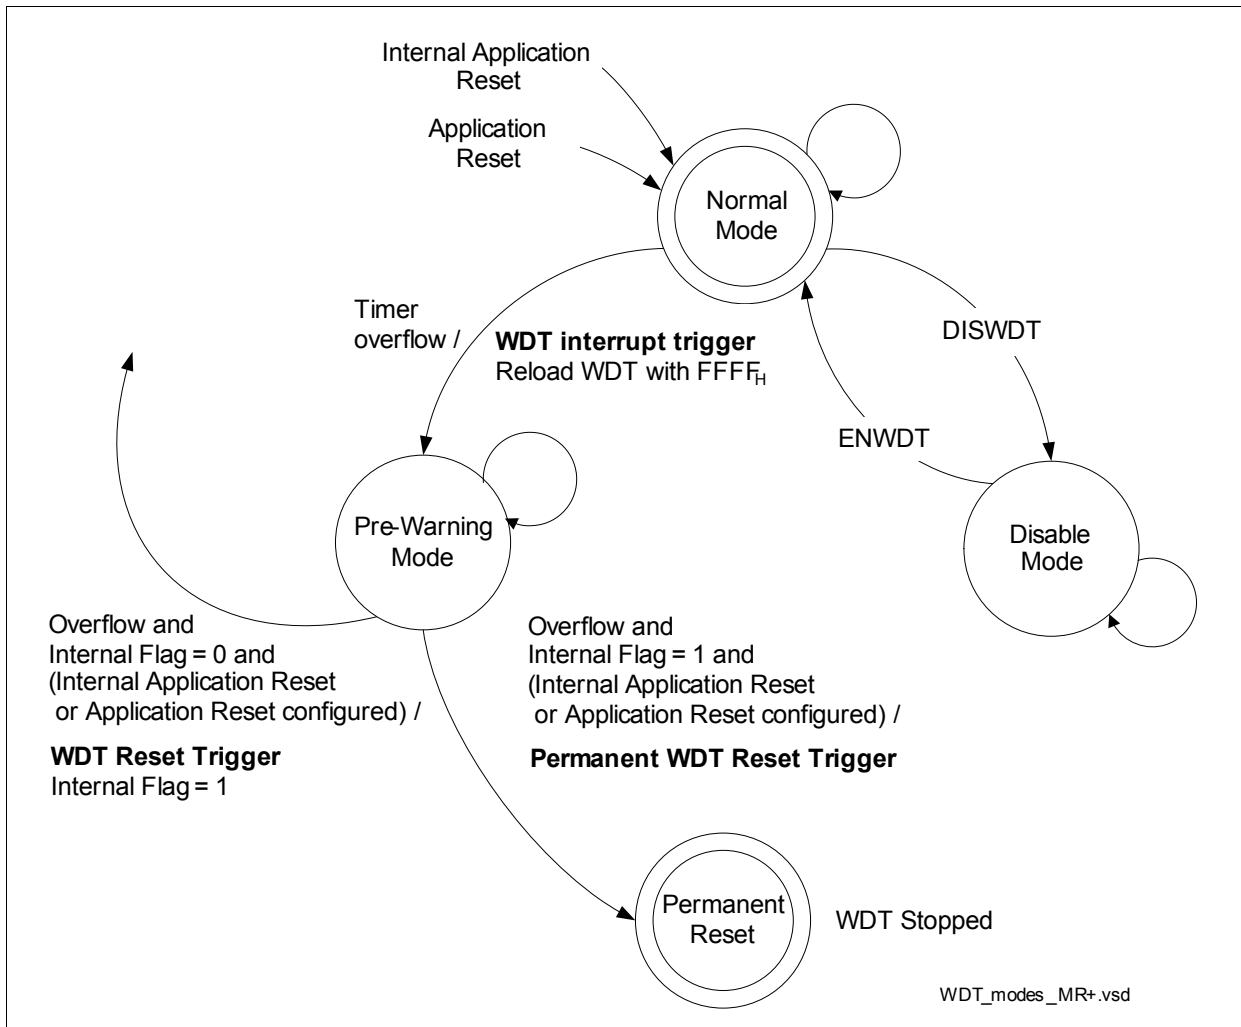 Internal Application
Reset
Application
Reset
Normal
Mode
Timer
overflow /
WDT interrupt trigger
Reload WDT with FFFFH
DISWDT
ENWDT
Pre-Warning
Mode
Disable
Mode
Overflow and
Internal Flag = 0 and
(Internal Application Reset
or Application Reset configured) /
WDT Reset Trigger
Internal Flag = 1
Overflow and
Internal Flag = 1 and
(Internal Application Reset
or Application Reset configured) /
Permanent WDT Reset Trigger
Permanent
Reset
WDT Stopped
WDT_modes_MR+.vsd